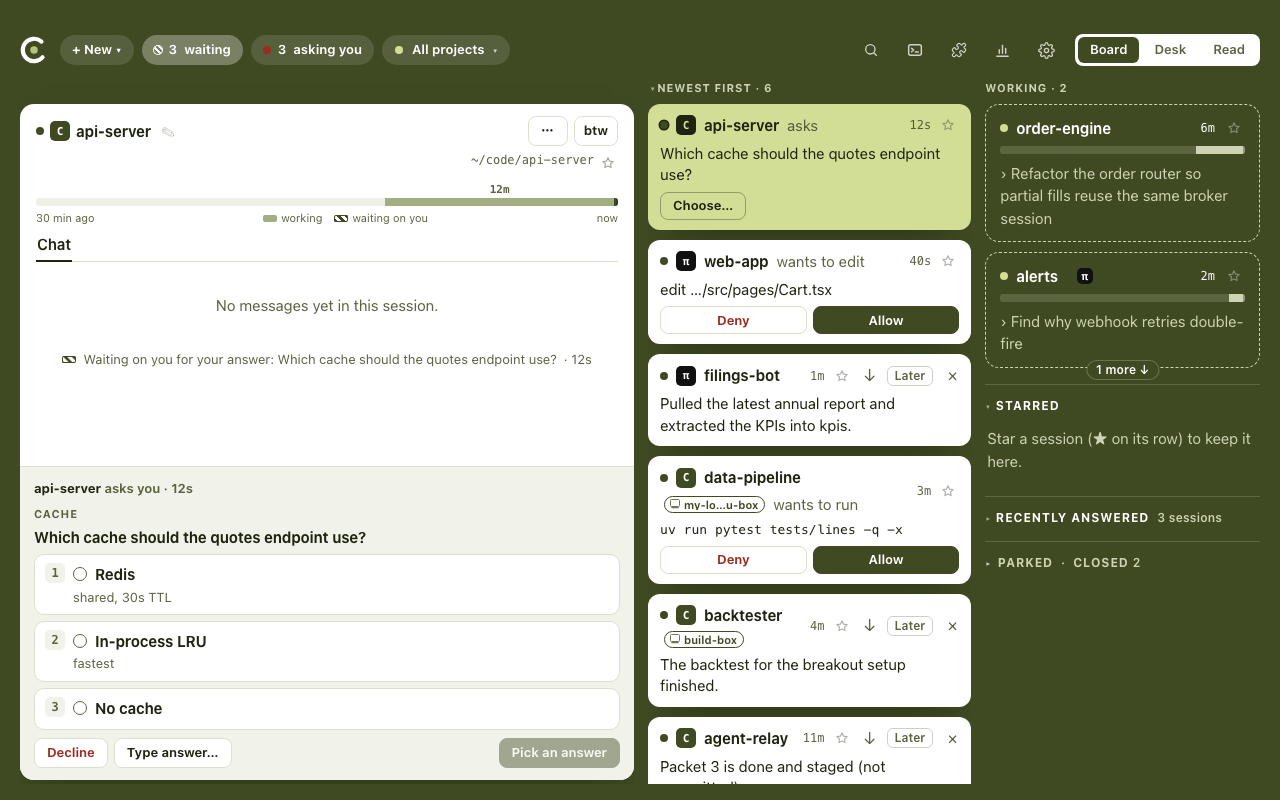 + New ▾
3 waiting
3 asking you
All projects ▾
Board
Desk
Read
C api-server
···
btw
~/code/api-server
12m
30 min ago
working
waiting on you
now
Chat
No messages yet in this session.
Waiting on you for your answer: Which cache should the quotes endpoint use? · 12s
api-server asks you · 12s
CACHE
Which cache should the quotes endpoint use?
1 Redis
shared, 30s TTL
2 In-process LRU
fastest
3 No cache
Decline
Type answer...
Pick an answer
NEWEST FIRST · 6
C api-server asks 12s
Which cache should the quotes endpoint
use?
Choose...
π web-app wants to edit 40s
edit .../src/pages/Cart.tsx
Deny
Allow
π filings-bot 1m ↓ Later ×
Pulled the latest annual report and
extracted the KPIs into kpis.
C data-pipeline
my-lo...u-box wants to run 3m
uv run pytest tests/lines -q -x
Deny
Allow
C backtester
build-box
4m ↓ Later ×
The backtest for the breakout setup
finished.
C agent-relay 11m ↓ Later ×
Packet 3 is done and staged (not
WORKING · 2
order-engine 6m
› Refactor the order router so
partial fills reuse the same broker
session
alerts π 2m
› Find why webhook retries double-
fire
1 more ↓
STARRED
Star a session (★ on its row) to keep it
here.
RECENTLY ANSWERED 3 sessions
PARKED · CLOSED 2